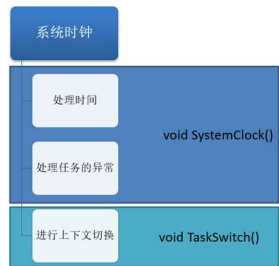 系统时钟
处理时间
void SystemClock()
处理任务的异常
进行上下文切换
void TaskSwitch()